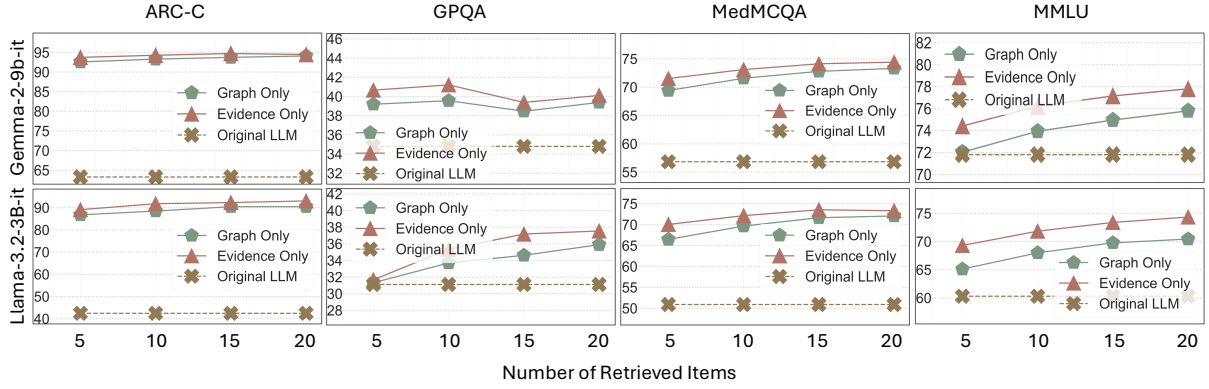 ARC-C
GPQA
MedMCQA
MMLU
Gemma-2-9b-it
95
90
85
80
75
70
65
Graph Only
Evidence Only
Original LLM
46
44
42
40
38
36
34
32
Graph Only
Evidence Only
Original LLM
75
70
65
60
55
Graph Only
Evidence Only
Original LLM
82
80
78
76
74
72
70
Graph Only
Evidence Only
Original LLM
Llama-3.2-3B-it
90
80
70
60
50
40
Graph Only
Evidence Only
Original LLM
42
40
38
36
34
32
30
28
Graph Only
Evidence Only
Original LLM
75
70
65
60
55
50
Graph Only
Evidence Only
Original LLM
75
70
65
60
Graph Only
Evidence Only
Original LLM
5 10 15 20
5 10 15 20
5 10 15 20
5 10 15 20
Number of Retrieved Items